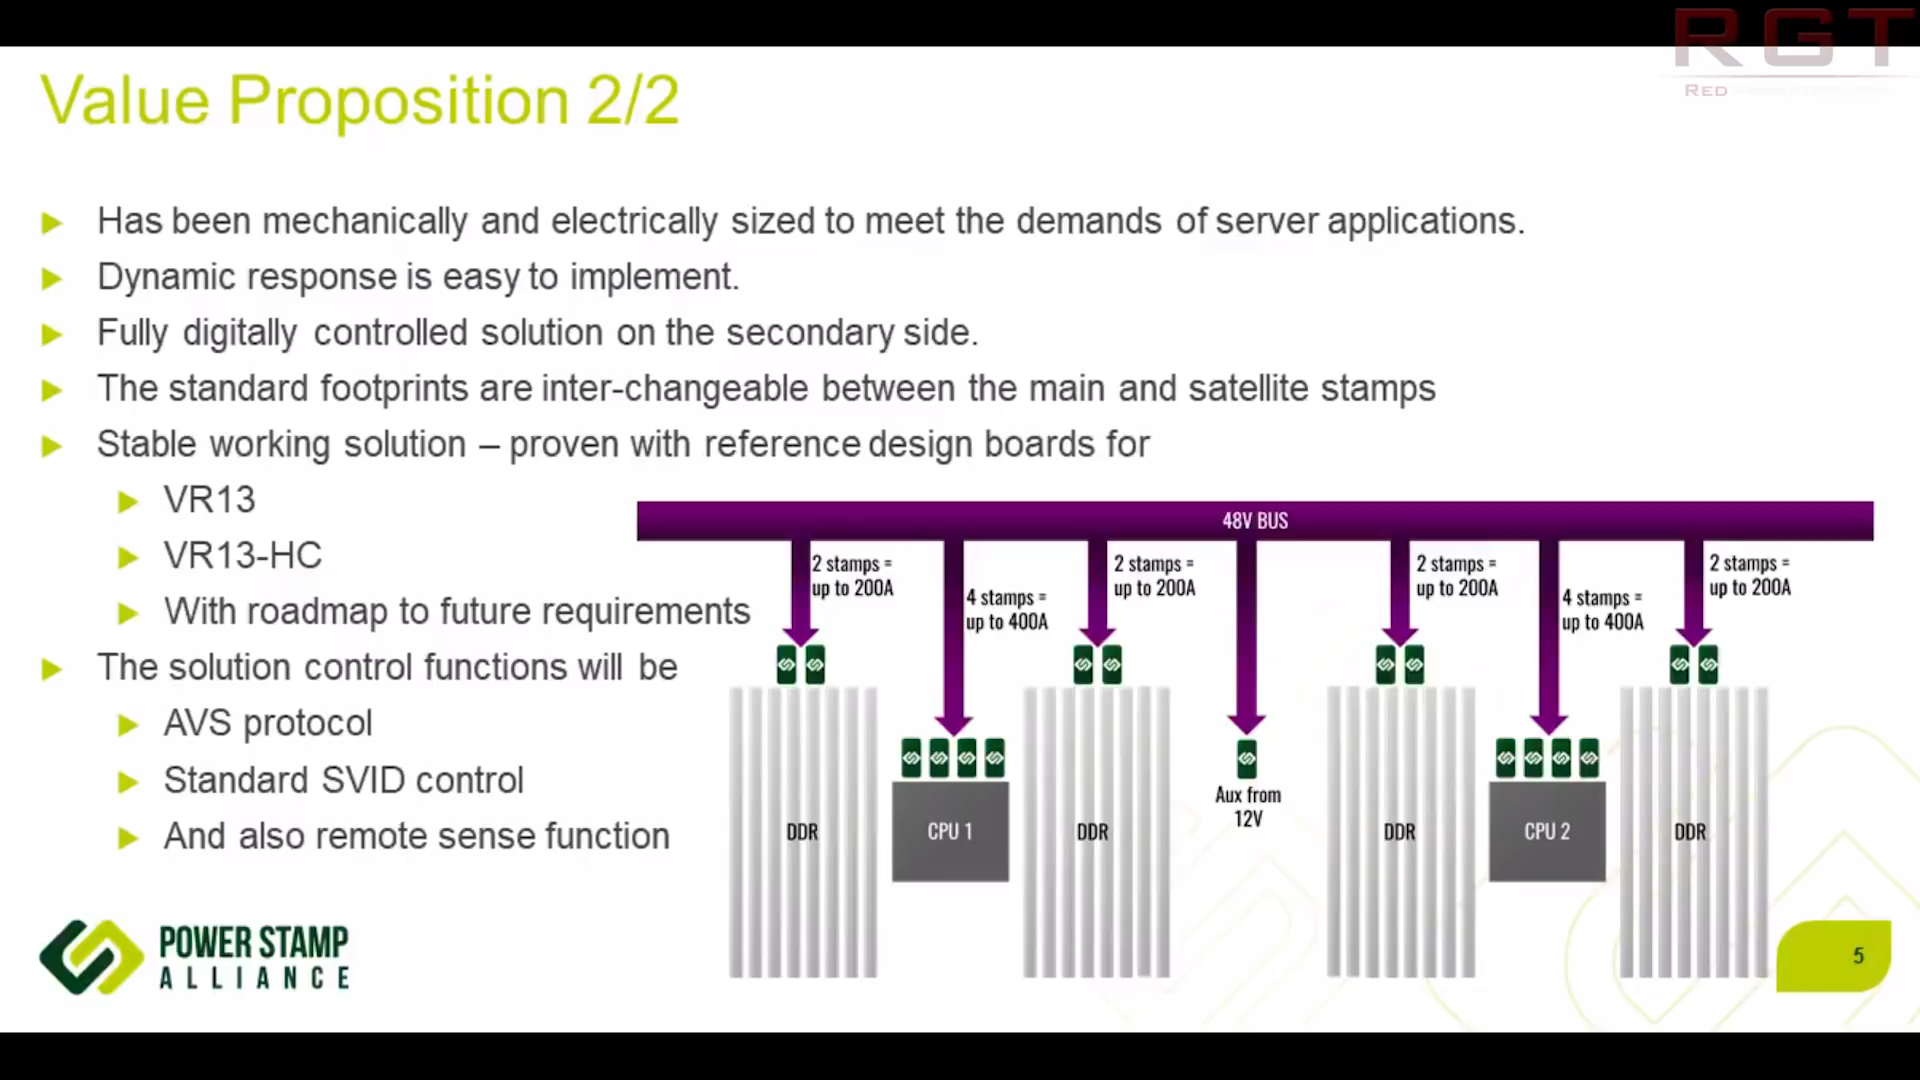 RGT
RED
Value Proposition 2/2
Has been mechanically and electrically sized to meet the demands of server applications.
Dynamic response is easy to implement.
Fully digitally controlled solution on the secondary side.
The standard footprints are inter-changeable between the main and satellite stamps
Stable working solution – proven with reference design boards for
VR13
VR13-HC
With roadmap to future requirements
The solution control functions will be
AVS protocol
Standard SVID control
And also remote sense function
48V BUS
2 stamps =
up to 200A
4 stamps =
up to 400A
2 stamps =
up to 200A
2 stamps =
up to 200A
4 stamps =
up to 400A
2 stamps =
up to 200A
DDR
CPU 1
DDR
Aux from
12V
DDR
CPU 2
DDR
POWER STAMP
ALLIANCE
5